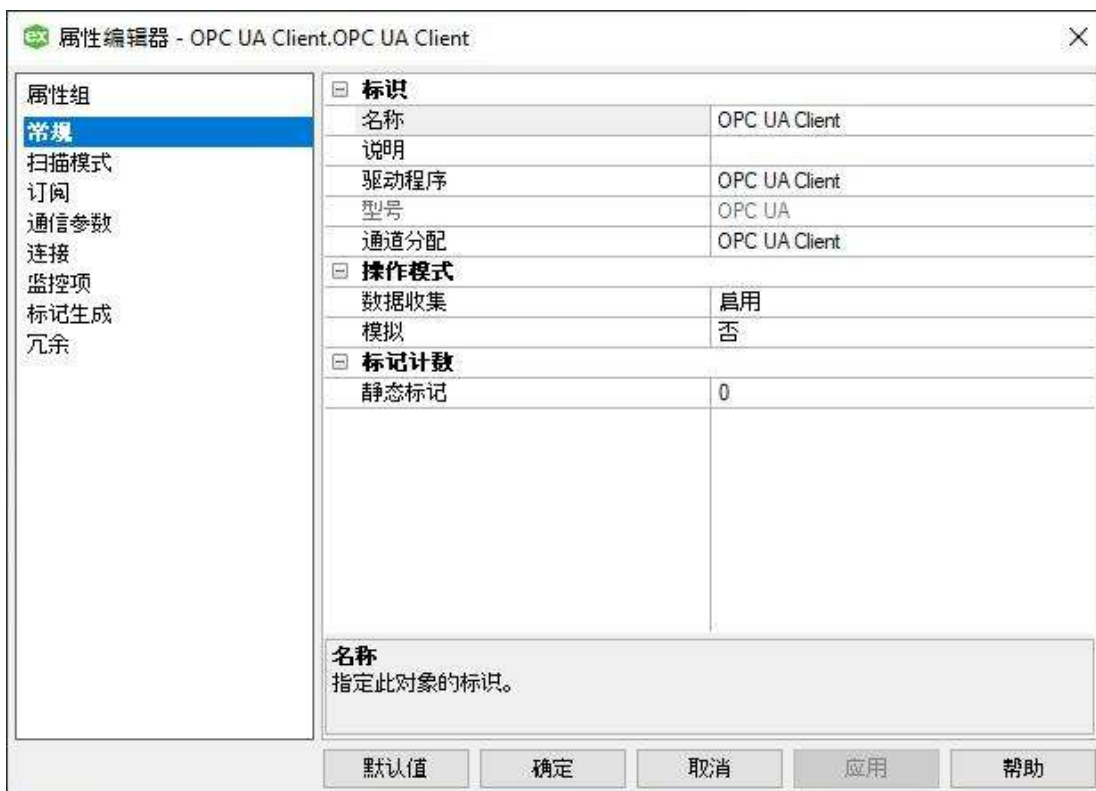 ex 属性编辑器 - OPC UA Client.OPC UA Client
属性组
常规
扫描模式
订阅
通信参数
连接
监控项
标记生成
冗余
标识
名称 OPC UA Client
说明
驱动程序 OPC UA Client
型号 OPC UA
通道分配 OPC UA Client
操作模式
数据收集 启用
模拟 否
标记计数
静态标记 0
名称
指定此对象的标识。
默认值 确定 取消 应用 帮助